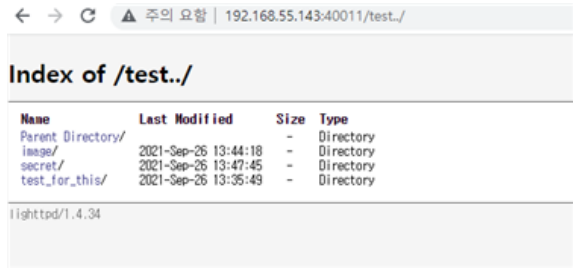 주의 요함 | 192.168.55.143:40011/test../
Index of /test../
Name Last Modified Size Type
Parent Directory/ - Directory
image/ 2021-Sep-26 13:44:18 - Directory
secret/ 2021-Sep-26 13:47:45 - Directory
test_for_this/ 2021-Sep-26 13:35:49 - Directory
lighttpd/1.4.34